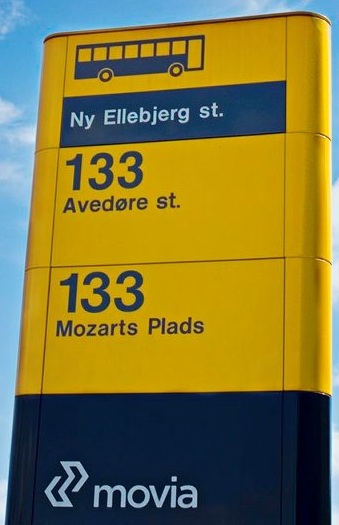 Ny Ellebjerg st.
133
Avedøre st.
133
Mozarts Plads
movia